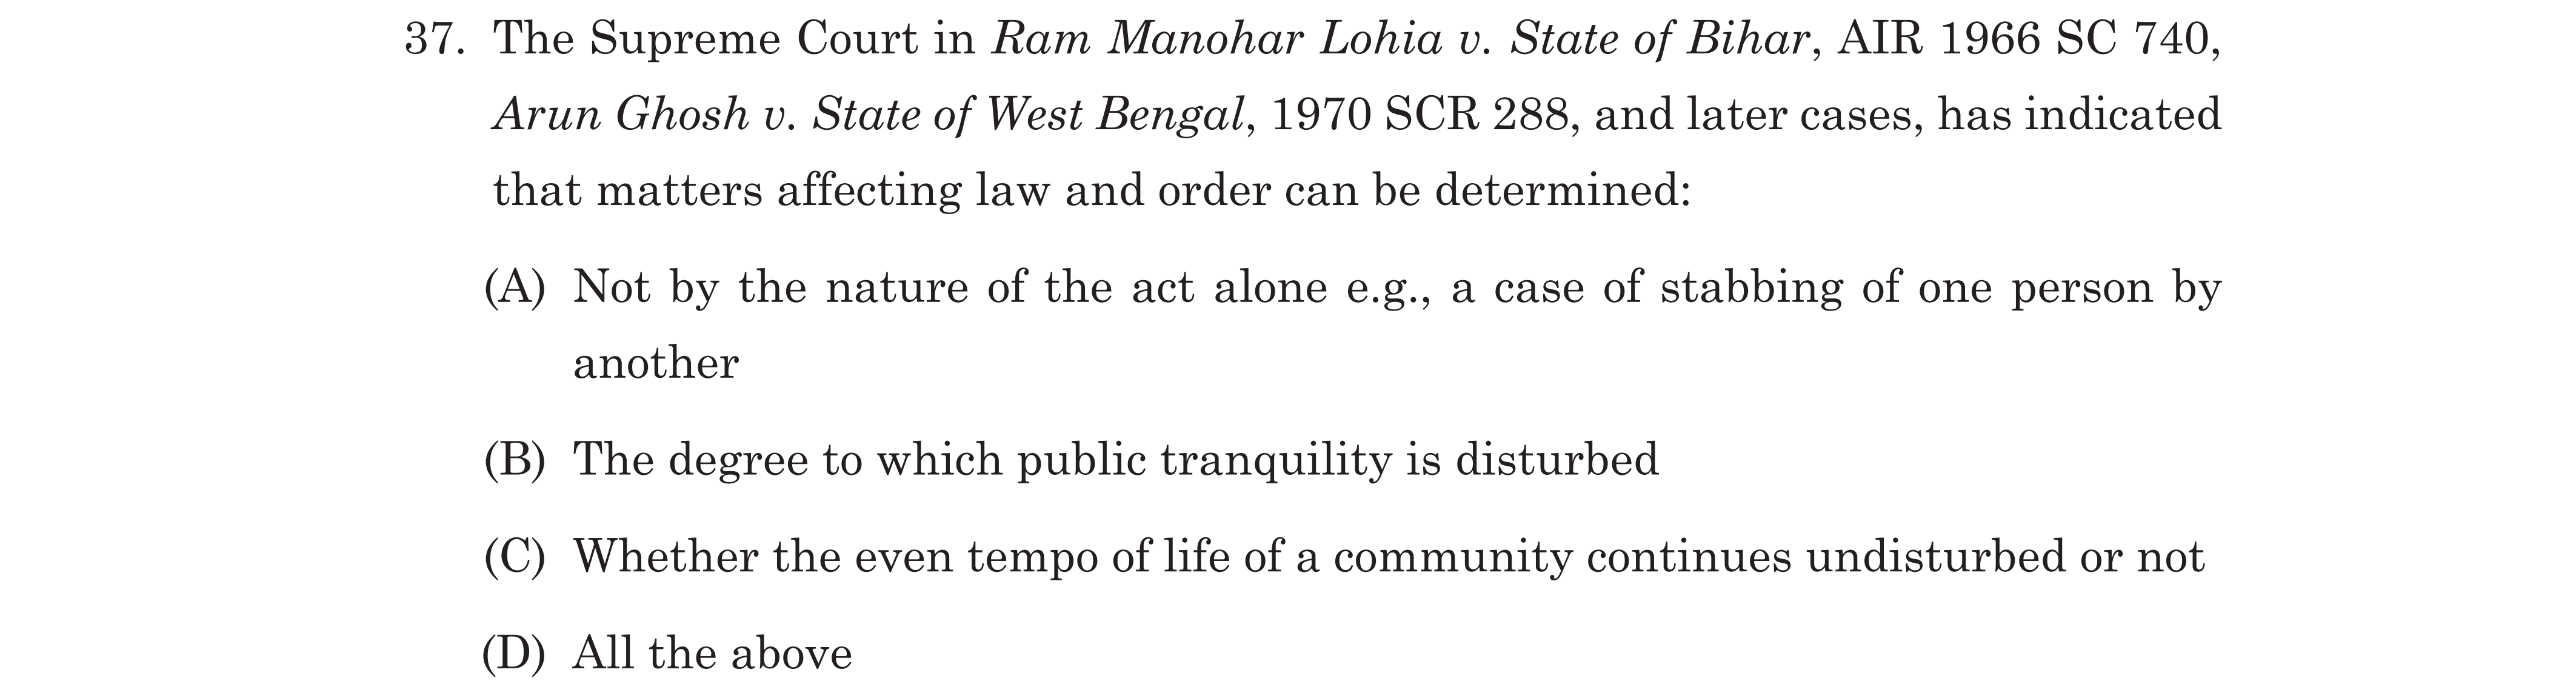 37. The Supreme Court in Ram Manohar Lohia v. State of Bihar, AIR 1966 SC 740,
Arun Ghosh v. State of West Bengal, 1970 SCR 288, and later cases, has indicated
that matters affecting law and order can be determined:
(A) Not by the nature of the act alone e.g., a case of stabbing of one person by
another
(B) The degree to which public tranquility is disturbed
(C) Whether the even tempo of life of a community continues undisturbed or not
(D) All the above